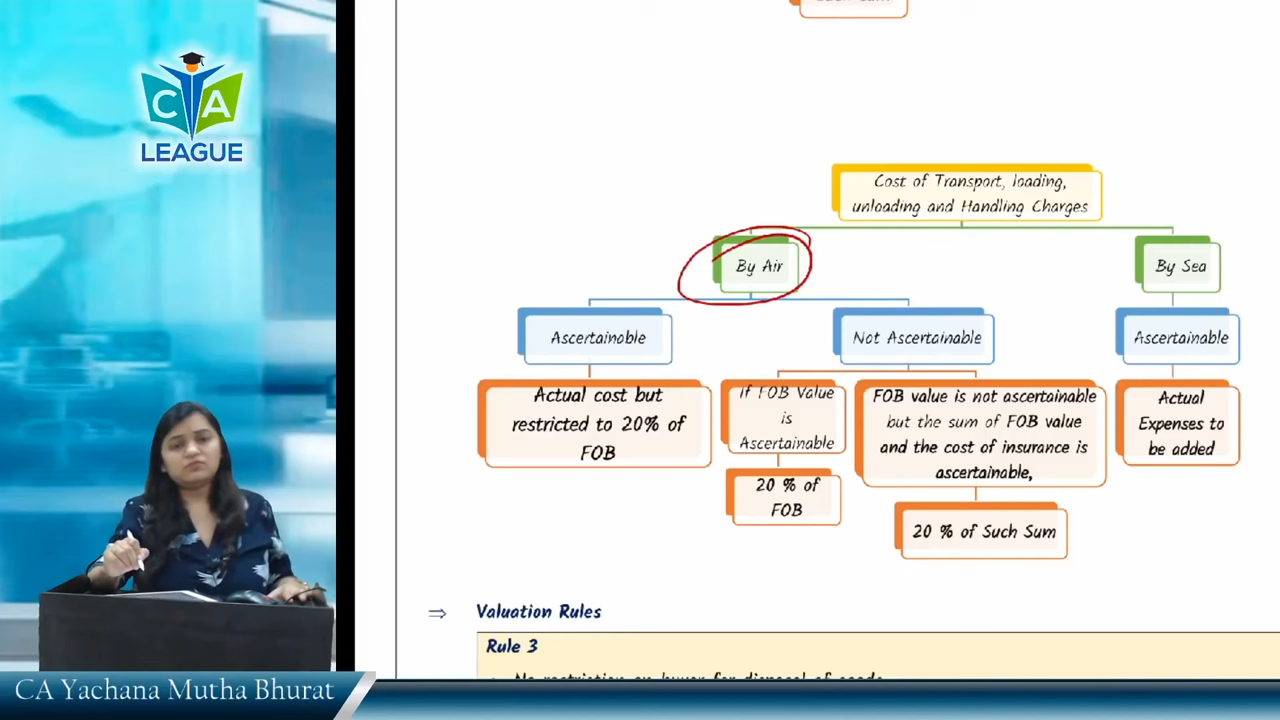 CA
LEAGUE
Cost of Transport, loading,
unloading and Handling Charges
By Air
By Sea
Ascertainable
Not Ascertainable
Ascertainable
Actual cost but
restricted to 20% of
FOB
If FOB Value
is
Ascertainable
FOB value is not ascertainable
but the sum of FOB value
and the cost of insurance is
ascertainable,
Actual
Expenses to
be added
20 % of
FOB
20 % of Such Sum
⇒ Valuation Rules
Rule 3
CA Yachana Mutha Bhurat